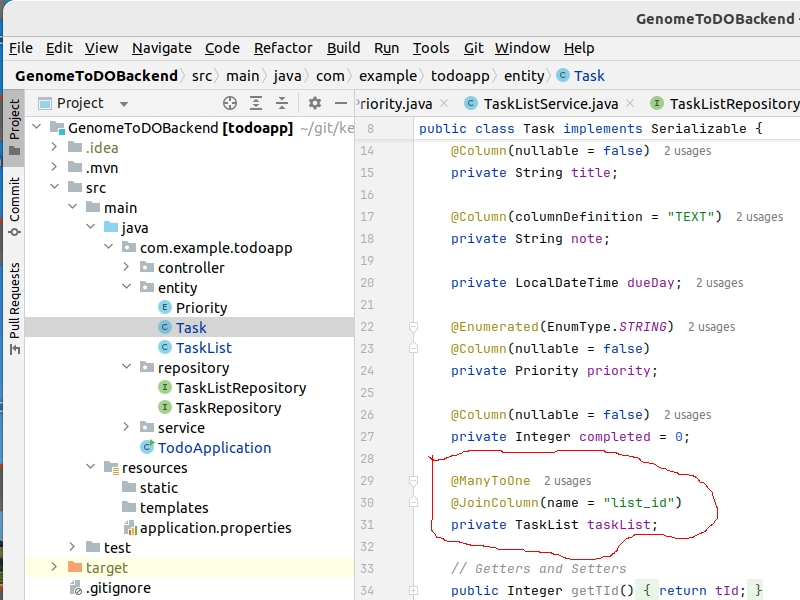 GenomeToDOBackend
File Edit View Navigate Code Refactor Build Run Tools Git Window Help
GenomeToDOBackend src main java com example todoapp entity Task
Project
Commit
Pull Requests
Project
GenomeToDOBackend [todoapp] ~/git/ke
.idea
.mvn
src
main
java
com.example.todoapp
controller
entity
Priority
Task
TaskList
repository
TaskListRepository
TaskRepository
service
TodoApplication
resources
static
templates
application.properties
test
target
.gitignore
riority.java TaskListService.java TaskListRepository
8 public class Task implements Serializable {
14 @Column(nullable = false) 2 usages
15 private String title;
16
17 @Column(columnDefinition = "TEXT") 2 usages
18 private String note;
19
20 private LocalDateTime dueDay; 2 usages
21
22 @Enumerated(EnumType.STRING) 2 usages
23 @Column(nullable = false)
24 private Priority priority;
25
26 @Column(nullable = false) 2 usages
27 private Integer completed = 0;
28
29 @ManyToOne 2 usages
30 @JoinColumn(name = "list_id")
31 private TaskList taskList;
32
33 // Getters and Setters
34 public Integer getTId() { return tId; }